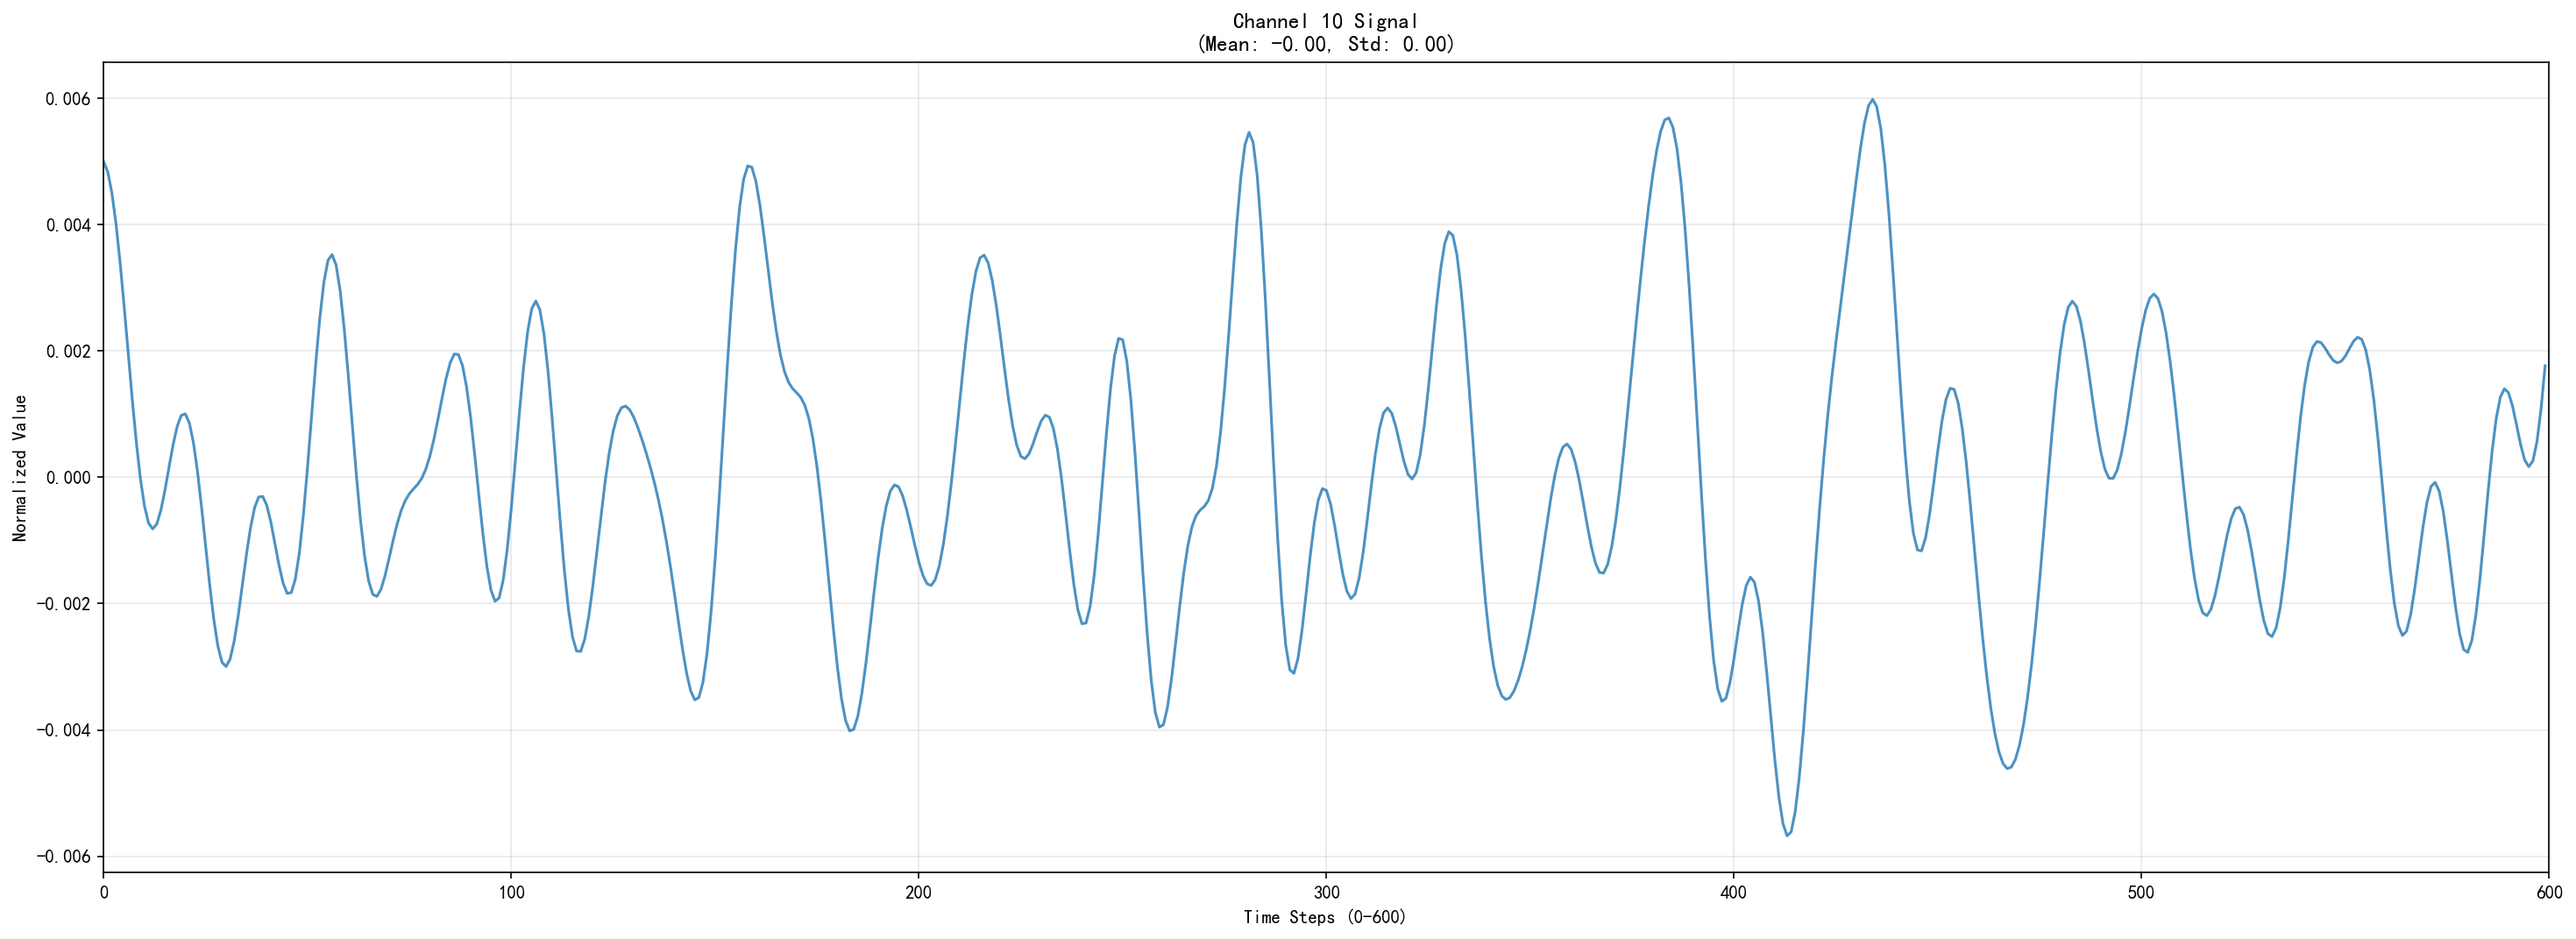 Channel 10 Signal
(Mean: -0.00, Std: 0.00)
0.006
0.004
0.002
0.000
-0.002
-0.004
-0.006
Normalized Value
0 100 200 300 400 500 600
Time Steps (0-600)